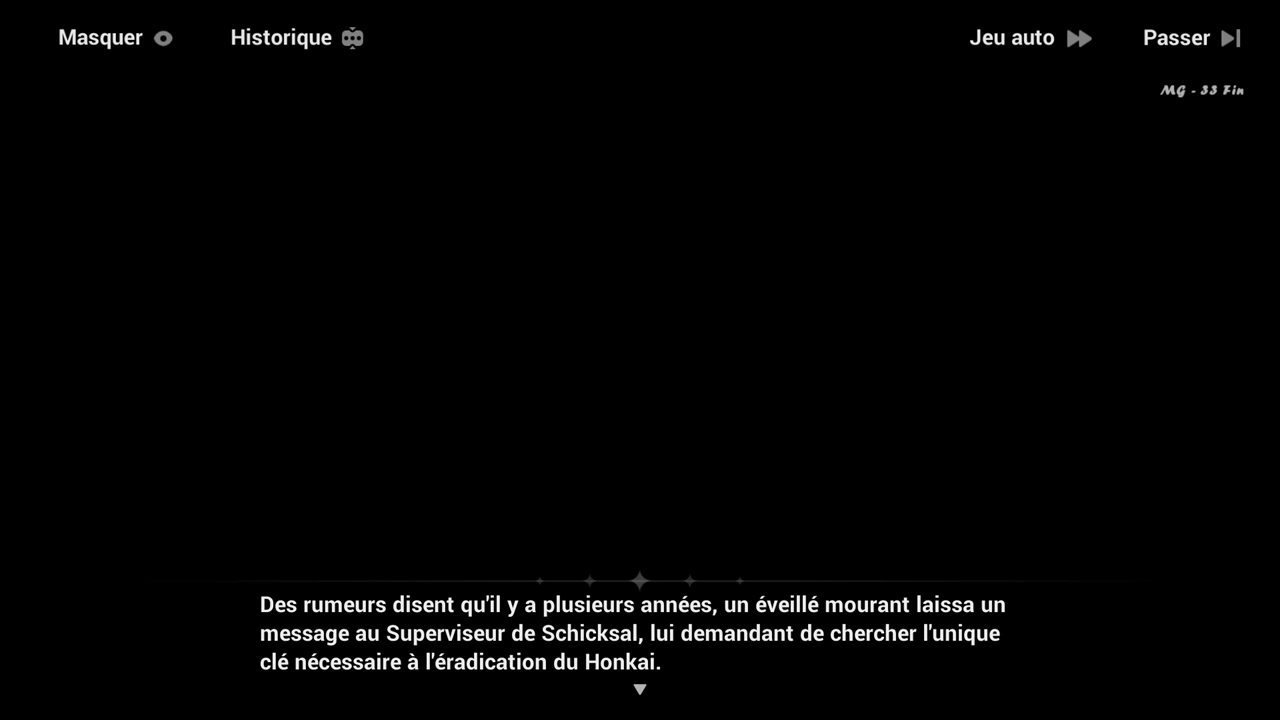 Masquer
Historique
Jeu auto
Passer
MG - 33 Fin
Des rumeurs disent qu'il y a plusieurs années, un éveillé mourant laissa un
message au Superviseur de Schicksal, lui demandant de chercher l'unique
clé nécessaire à l'éradication du Honkai.